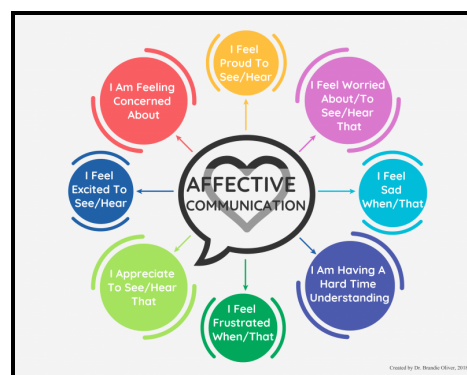 I Feel
Proud To
See/Hear
I Am Feeling
Concerned
About
I Feel Worried
About/To
See/Hear
That
I Feel
Excited To
See/Hear
AFFECTIVE
COMMUNICATION
I Feel
Sad
When/That
I Appreciate
To See/Hear
That
I Am Having A
Hard Time
Understanding
I Feel
Frustrated
When/That
Created by Dr. Brandie Oliver, 2018